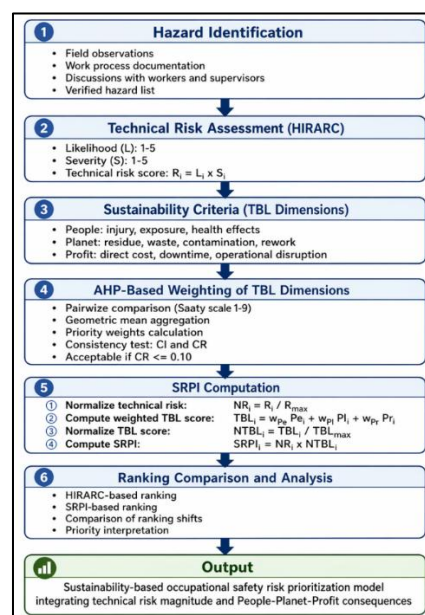 1 Hazard Identification
• Field observations
• Work process documentation
• Discussions with workers and supervisors
• Verified hazard list
2 Technical Risk Assessment (HIRARC)
• Likelihood (L): 1-5
• Severity (S): 1-5
• Technical risk score: Rᵢ = Lᵢ x Sᵢ
3 Sustainability Criteria (TBL Dimensions)
• People: injury, exposure, health effects
• Planet: residue, waste, contamination, rework
• Profit: direct cost, downtime, operational disruption
4 AHP-Based Weighting of TBL Dimensions
• Pairwize comparison (Saaty scale 1-9)
• Geometric mean aggregation
• Priority weights calculation
• Consistency test: CI and CR
• Acceptable if CR <= 0.10
5 SRPI Computation
① Normalize technical risk: NRᵢ = Rᵢ / Rmax
② Compute weighted TBL score: TBLᵢ = wPe Peᵢ + wPl Plᵢ + wPr Prᵢ
③ Normalize TBL score: NTBLᵢ = TBLᵢ / TBLmax
④ Compute SRPI: SRPIᵢ = NRᵢ x NTBLᵢ
6 Ranking Comparison and Analysis
• HIRARC-based ranking
• SRPI-based ranking
• Comparison of ranking shifts
• Priority interpretation
Output
Sustainability-based occupational safety risk prioritization model
integrating technical risk magnitude and People-Planet-Profit consequences